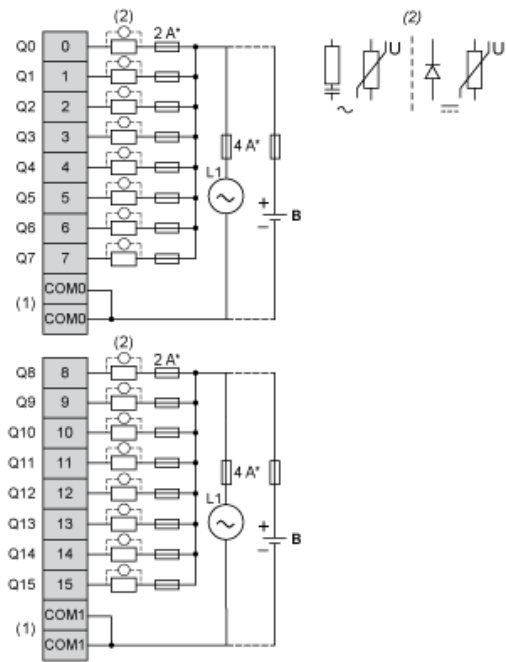 (2)
2 A*
Q0 0
Q1 1
Q2 2
Q3 3
Q4 4
Q5 5
Q6 6
Q7 7
COM0
(1)
COM0
4 A*
L1
+
−
B
(2)
U
U
(2)
2 A*
Q8 8
Q9 9
Q10 10
Q11 11
Q12 12
Q13 13
Q14 14
Q15 15
COM1
(1)
COM1
4 A*
L1
+
−
B